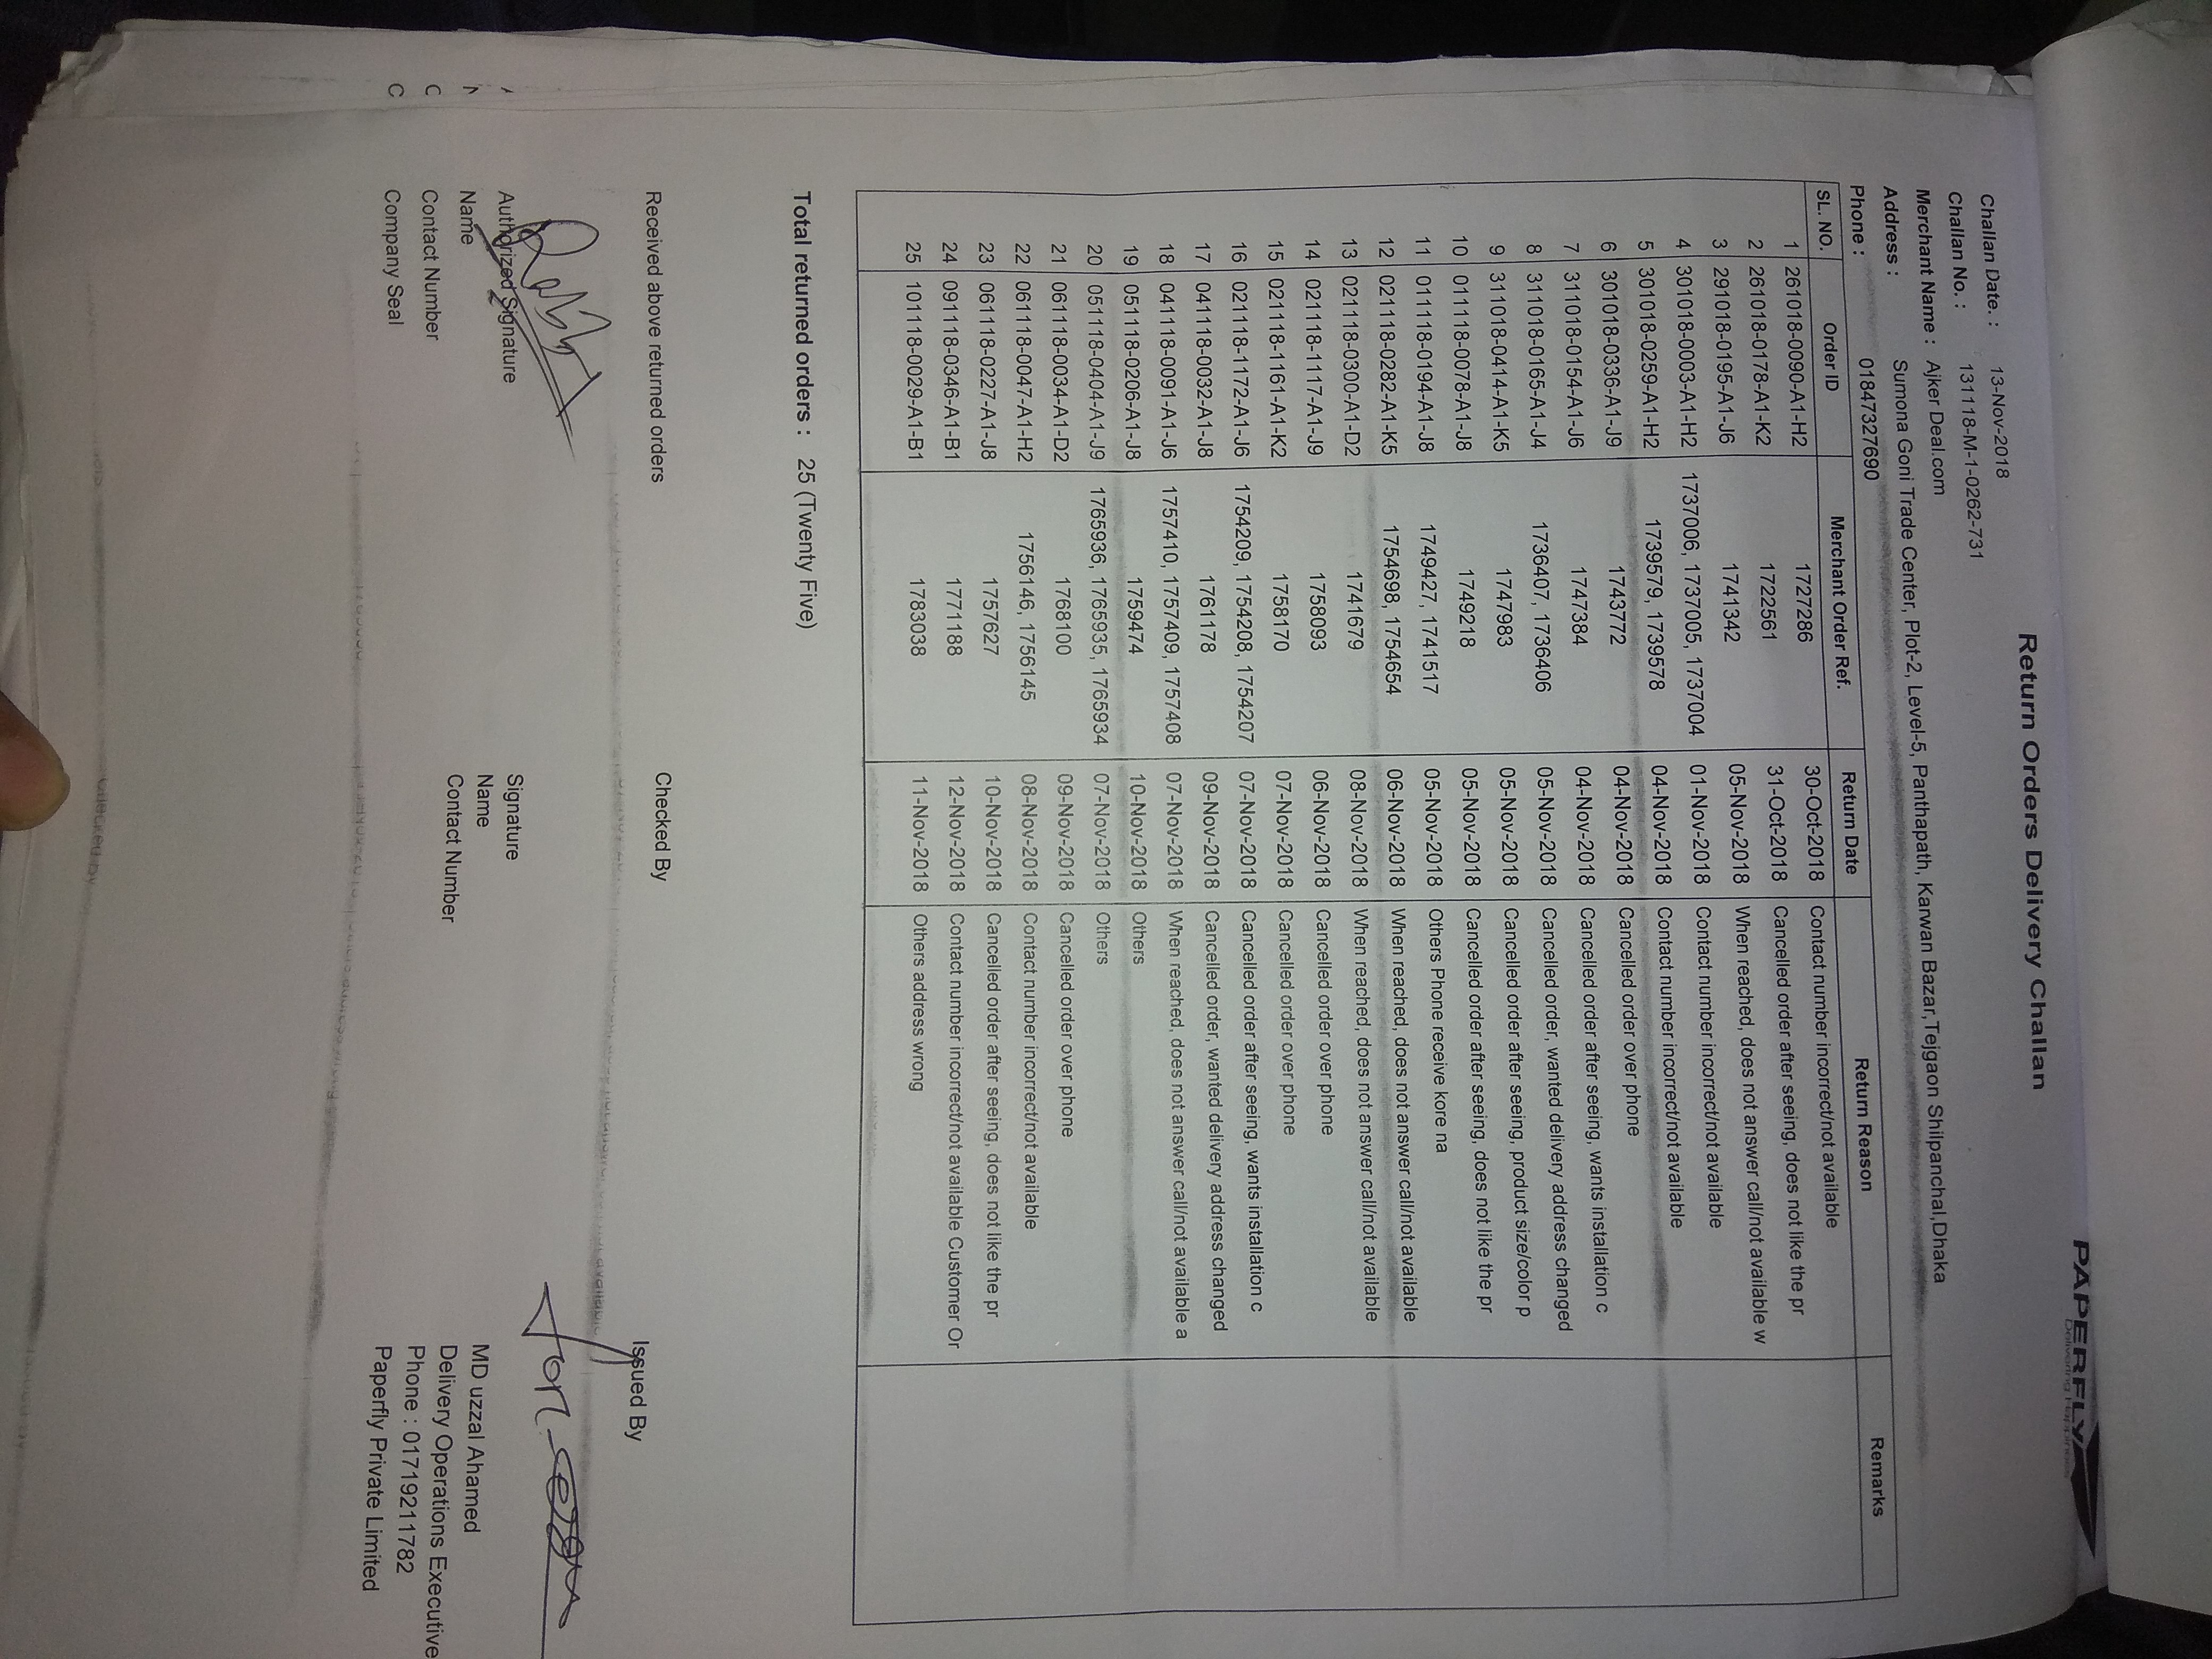 PAPERFLY
Delivering Happiness
Return Orders Delivery Challan
Challan Date. : 13-Nov-2018
Challan No. : 131118-M-1-0262-731
Merchant Name : Ajker Deal.com
Address : Sumona Goni Trade Center, Plot-2, Level-5, Panthapath, Karwan Bazar,Tejgaon Shilpanchal,Dhaka
Phone : 01847327690
SL. NO. Order ID Merchant Order Ref. Return Date Return Reason Remarks
1 261018-0090-A1-H2 1727286 30-Oct-2018 Contact number incorrect/not available
2 261018-0178-A1-K2 1722561 31-Oct-2018 Cancelled order after seeing, does not like the pr
3 291018-0195-A1-J6 1741342 05-Nov-2018 When reached, does not answer call/not available w
4 301018-0003-A1-H2 1737006, 1737005, 1737004 01-Nov-2018 Contact number incorrect/not available
5 301018-0259-A1-H2 1739579, 1739578 04-Nov-2018 Contact number incorrect/not available
6 301018-0336-A1-J9 1743772 04-Nov-2018 Cancelled order over phone
7 311018-0154-A1-J6 1747384 04-Nov-2018 Cancelled order after seeing, wants installation c
8 311018-0165-A1-J4 1736407, 1736406 05-Nov-2018 Cancelled order, wanted delivery address changed
9 311018-0414-A1-K5 1747983 05-Nov-2018 Cancelled order after seeing, product size/color p
10 011118-0078-A1-J8 1749218 05-Nov-2018 Cancelled order after seeing, does not like the pr
11 011118-0194-A1-J8 1749427, 1741517 05-Nov-2018 Others Phone receive kore na
12 021118-0282-A1-K5 1754698, 1754654 06-Nov-2018 When reached, does not answer call/not available
13 021118-0300-A1-D2 1741679 08-Nov-2018 When reached, does not answer call/not available
14 021118-1117-A1-J9 1758093 06-Nov-2018 Cancelled order over phone
15 021118-1161-A1-K2 1758170 07-Nov-2018 Cancelled order over phone
16 021118-1172-A1-J6 1754209, 1754208, 1754207 07-Nov-2018 Cancelled order after seeing, wants installation c
17 041118-0032-A1-J8 1761178 09-Nov-2018 Cancelled order, wanted delivery address changed
18 041118-0091-A1-J6 1757410, 1757409, 1757408 07-Nov-2018 When reached, does not answer call/not available a
19 051118-0206-A1-J8 1759474 10-Nov-2018 Others
20 051118-0404-A1-J9 1765936, 1765935, 1765934 07-Nov-2018 Others
21 061118-0034-A1-D2 1768100 09-Nov-2018 Cancelled order over phone
22 061118-0047-A1-H2 1756146, 1756145 08-Nov-2018 Contact number incorrect/not available
23 061118-0227-A1-J8 1757627 10-Nov-2018 Cancelled order after seeing, does not like the pr
24 091118-0346-A1-B1 1771188 12-Nov-2018 Contact number incorrect/not available Customer Or
25 101118-0029-A1-B1 1783038 11-Nov-2018 Others address wrong
Total returned orders : 25 (Twenty Five)
Received above returned orders Checked By Issued By
Rabby for
Authorized Signature Signature
Name Name MD uzzal Ahamed
Contact Number Contact Number Delivery Operations Executive
Company Seal Phone : 01719211782
Paperfly Private Limited